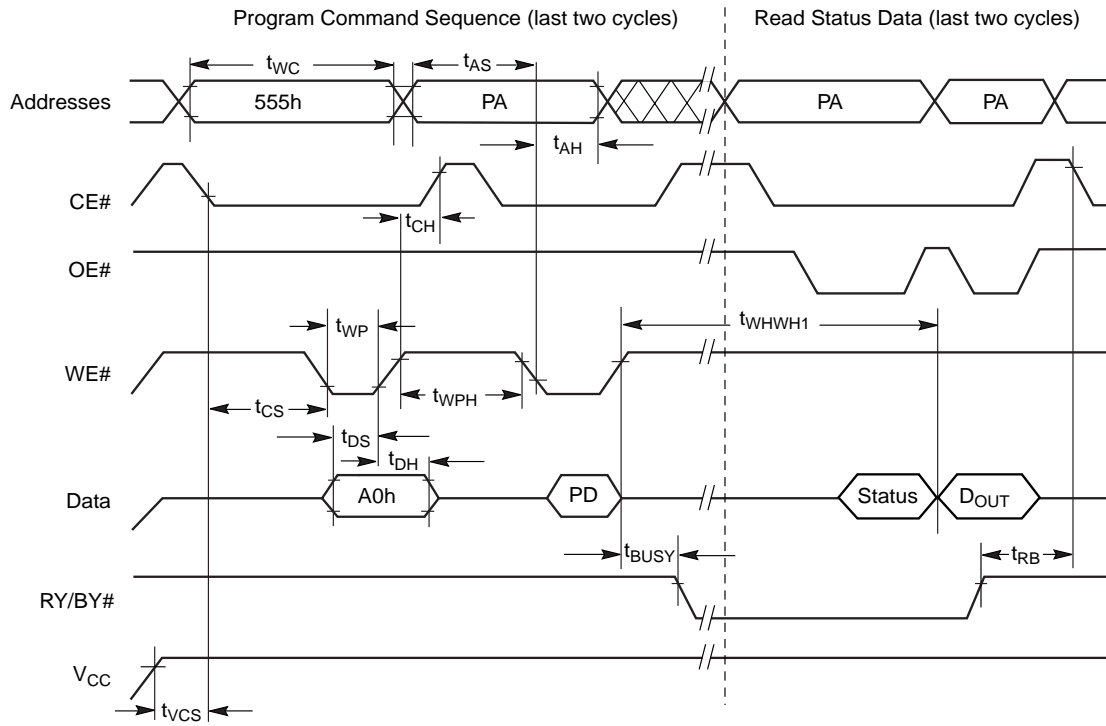 Program Command Sequence (last two cycles)
Read Status Data (last two cycles)
tWC
tAS
Addresses
555h
PA
PA
PA
tAH
CE#
tCH
OE#
tWP
tWHWH1
WE#
tCS
tWPH
tDS
tDH
Data
A0h
PD
Status
DOUT
tBUSY
tRB
RY/BY#
VCC
tVCS